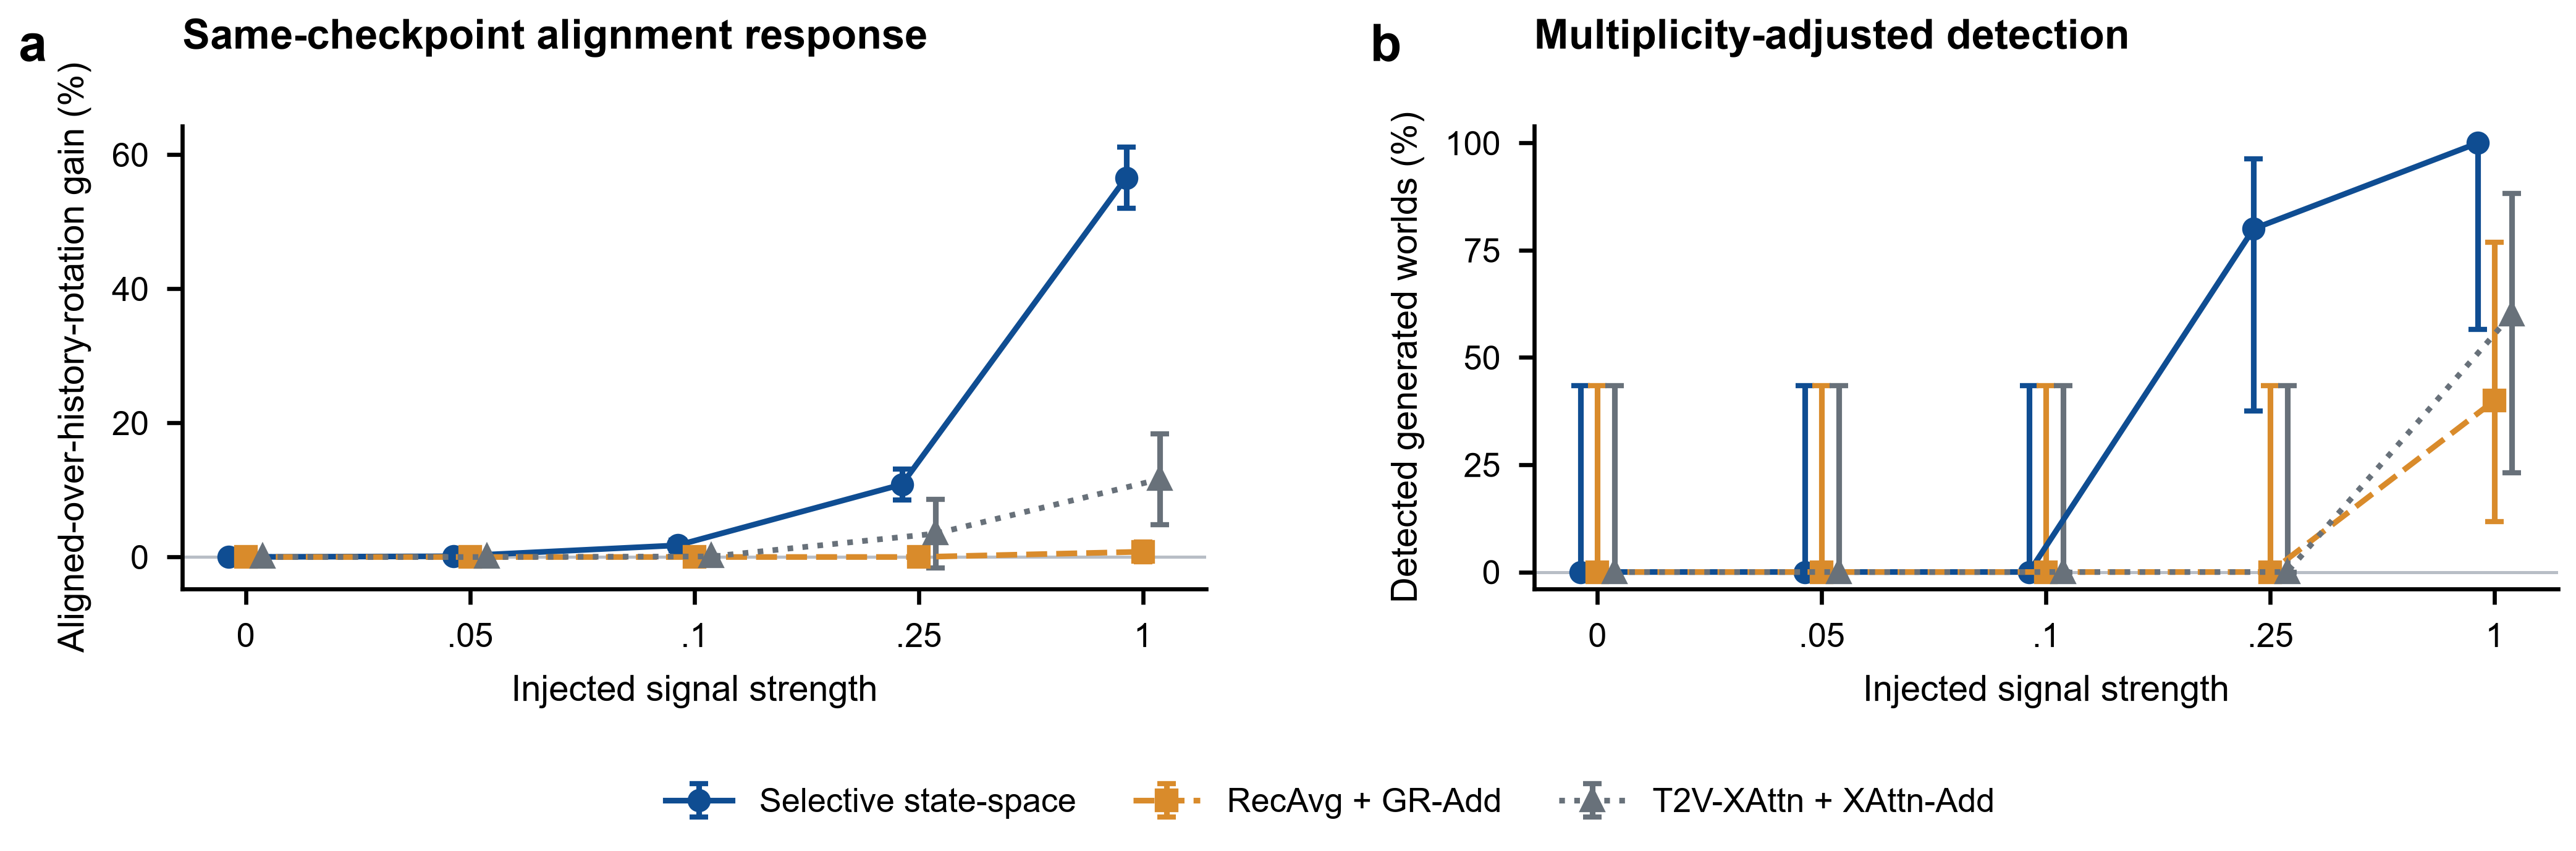 a
Same-checkpoint alignment response
Aligned-over-history-rotation gain (%)
60
40
20
0
0
.05
.1
.25
1
Injected signal strength
b
Multiplicity-adjusted detection
Detected generated worlds (%)
100
75
50
25
0
0
.05
.1
.25
1
Injected signal strength
Selective state-space
RecAvg + GR-Add
T2V-XAttn + XAttn-Add